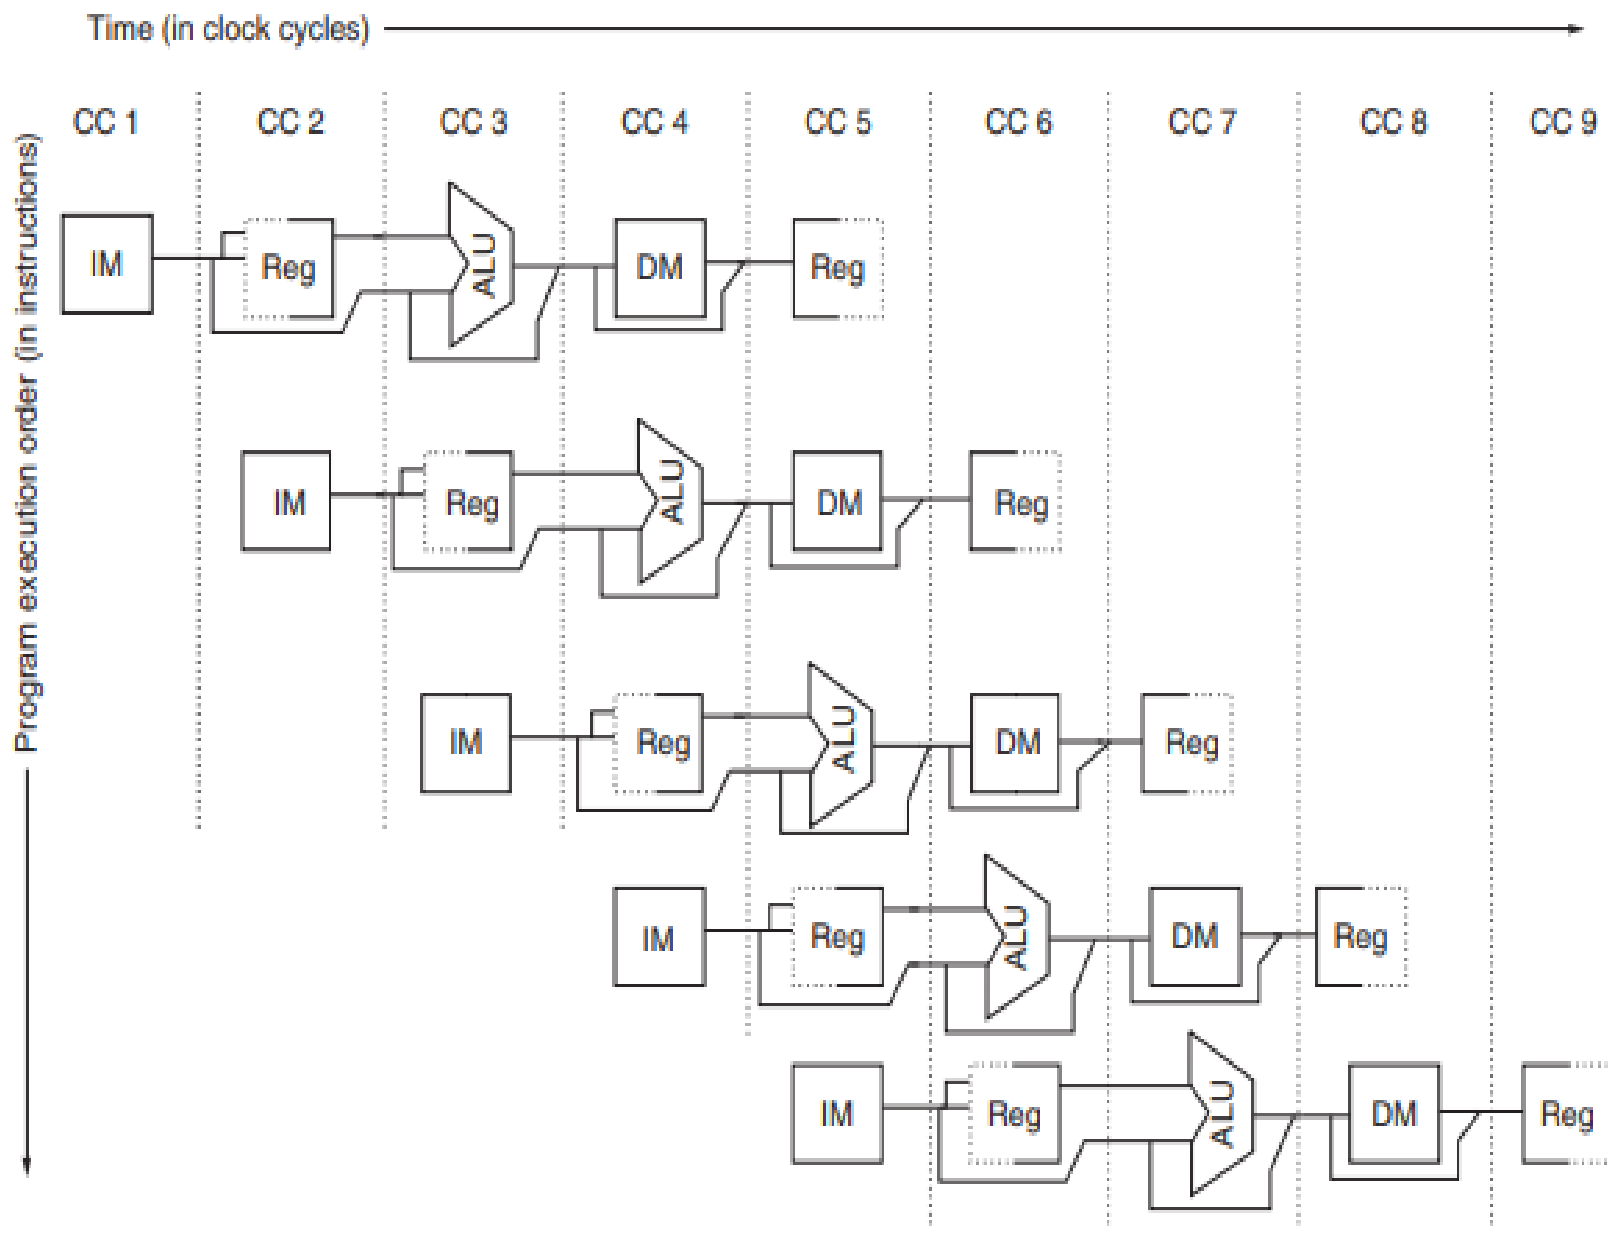 Time (in clock cycles)
CC 1 CC 2 CC 3 CC 4 CC 5 CC 6 CC 7 CC 8 CC 9
Program execution order (in instructions)
IM Reg ALU DM Reg
IM Reg ALU DM Reg
IM Reg ALU DM Reg
IM Reg ALU DM Reg
IM Reg ALU DM Reg